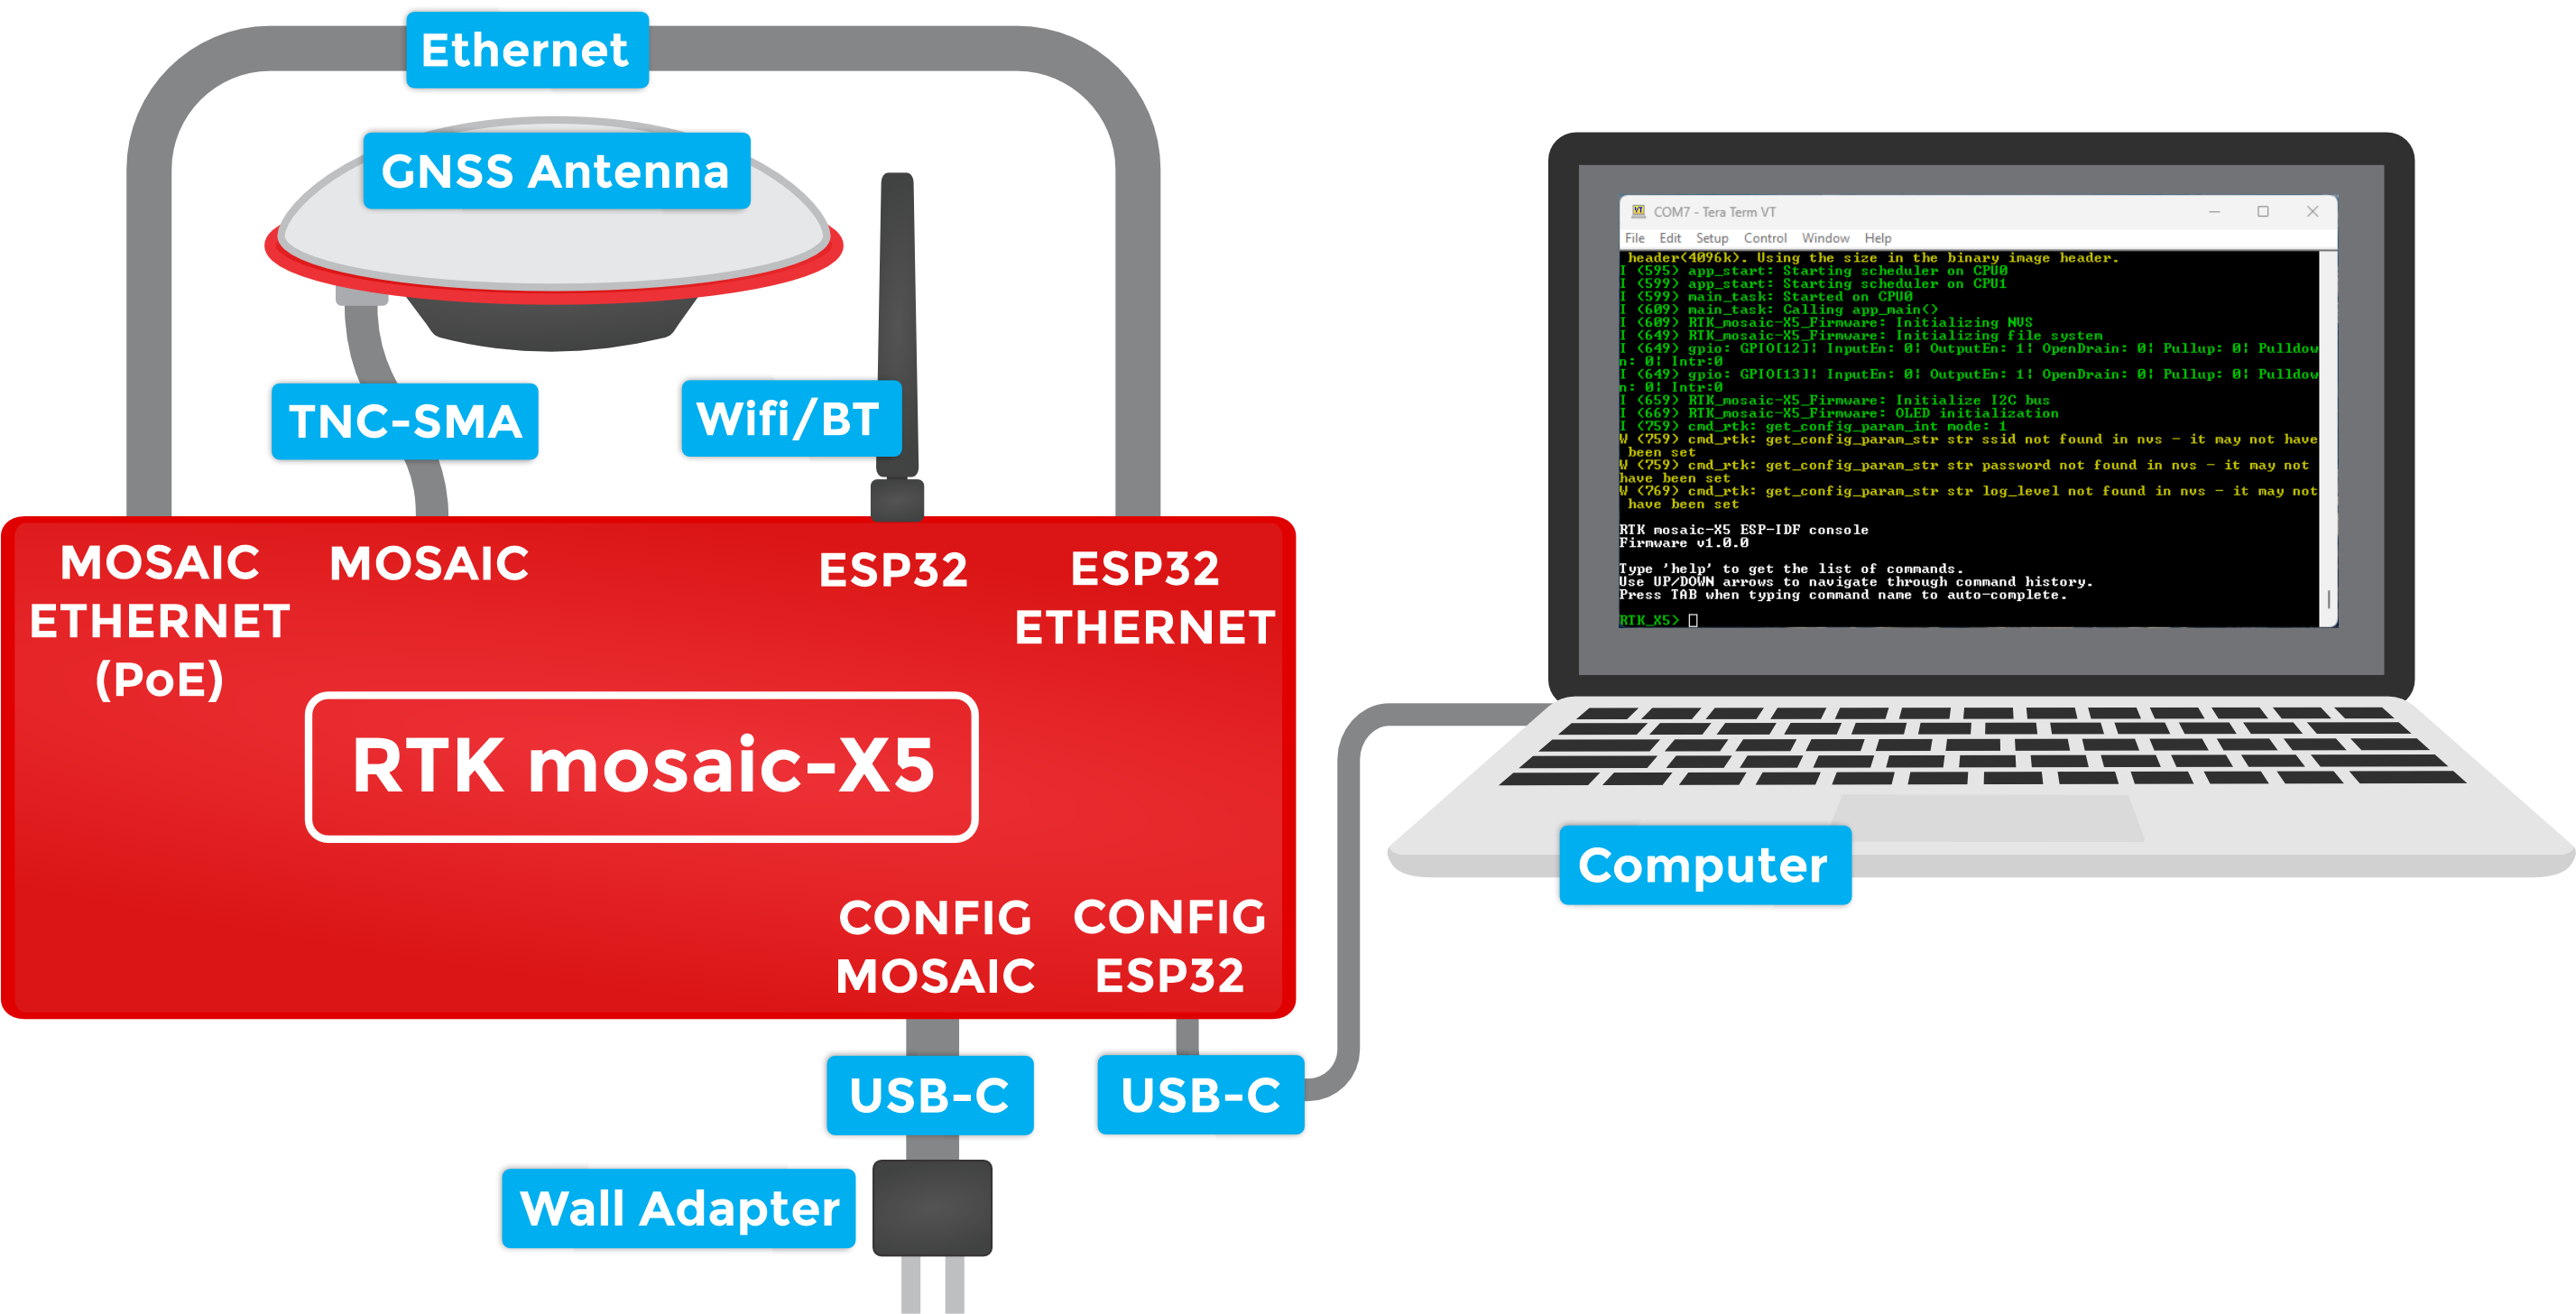 Ethernet
GNSS Antenna
TNC-SMA
Wifi/BT
MOSAIC
ETHERNET
(PoE)
MOSAIC
ESP32
ESP32
ETHERNET
RTK mosaic-X5
CONFIG
MOSAIC
CONFIG
ESP32
USB-C
USB-C
Wall Adapter
COM7 - Tera Term VT
File Edit Setup Control Window Help
header(4096k). Using the size in the binary image header.
I (595) app_start: Starting scheduler on CPU0
I (599) app_start: Starting scheduler on CPU1
I (599) main_task: Started on CPU0
I (609) main_task: Calling app_main()
I (609) RTK_mosaic-X5_Firmware: Initializing NVS
I (649) RTK_mosaic-X5_Firmware: Initializing file system
I (649) gpio: GPIO[12]| InputEn: 0| OutputEn: 1| OpenDrain: 0| Pullup: 0| Pulldow
n: 0| Intr:0
I (649) gpio: GPIO[13]| InputEn: 0| OutputEn: 1| OpenDrain: 0| Pullup: 0| Pulldow
n: 0| Intr:0
I (659) RTK_mosaic-X5_Firmware: Initialize I2C bus
I (669) RTK_mosaic-X5_Firmware: OLED initialization
I (759) cmd_rtk: get_config_param_int mode: 1
W (759) cmd_rtk: get_config_param_str str ssid not found in nvs - it may not have
been set
W (759) cmd_rtk: get_config_param_str str password not found in nvs - it may not
have been set
W (769) cmd_rtk: get_config_param_str str log_level not found in nvs - it may not
have been set
RTK mosaic-X5 ESP-IDF console
Firmware v1.0.0
Type 'help' to get the list of commands.
Use UP/DOWN arrows to navigate through command history.
Press TAB when typing command name to auto-complete.
RTK_X5>
Computer